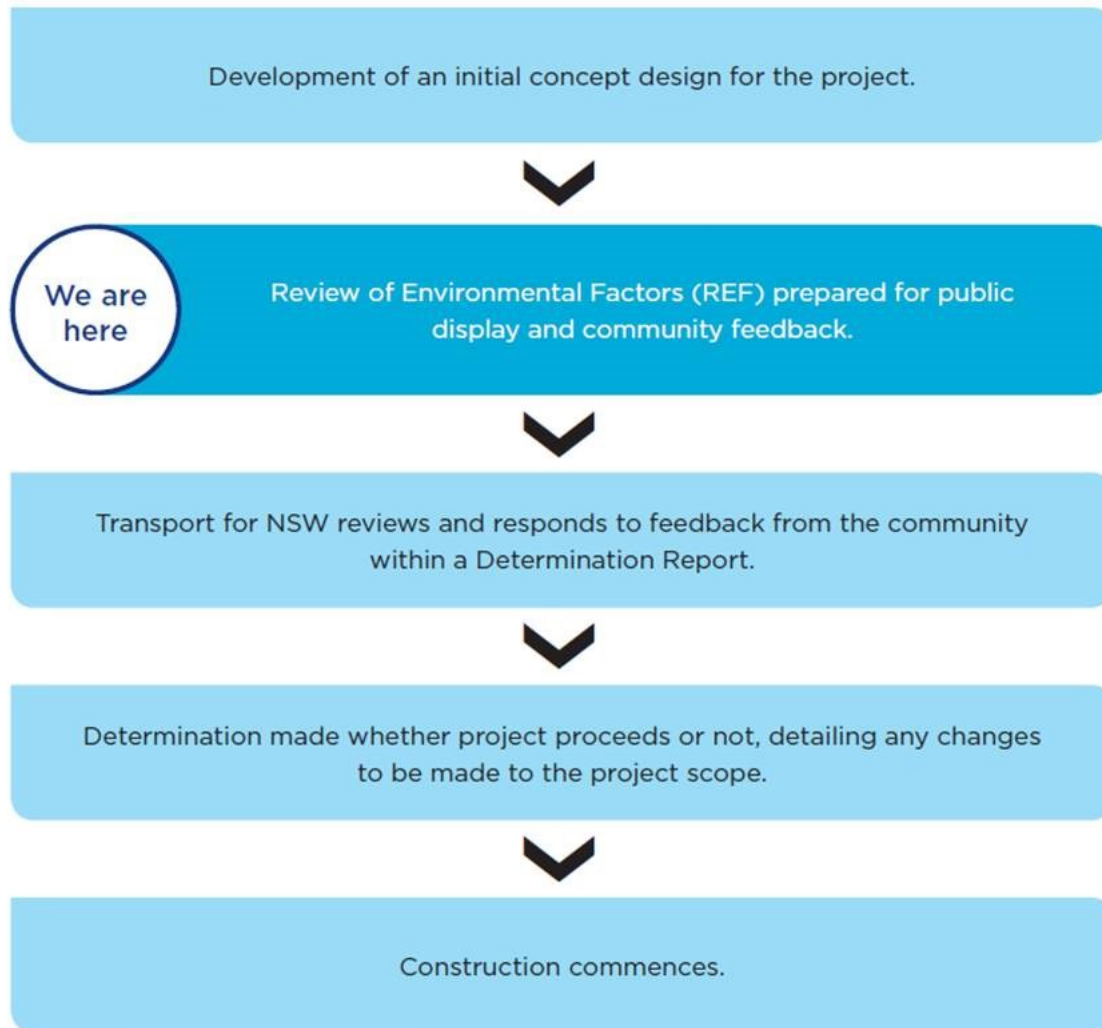 Development of an initial concept design for the project.
We are
here
Review of Environmental Factors (REF) prepared for public
display and community feedback.
Transport for NSW reviews and responds to feedback from the community
within a Determination Report.
Determination made whether project proceeds or not, detailing any changes
to be made to the project scope.
Construction commences.